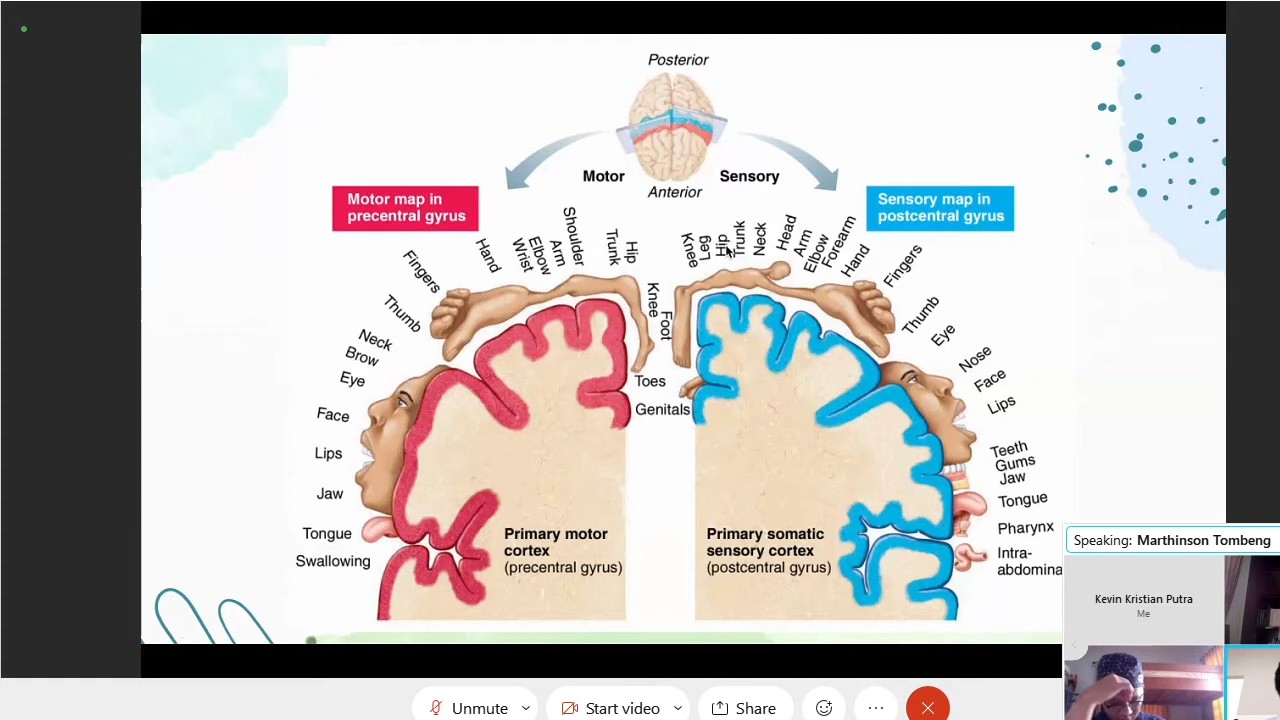 Posterior
Motor
Sensory
Anterior
Motor map in
precentral gyrus
Sensory map in
postcentral gyrus
Swallowing
Tongue
Jaw
Lips
Face
Eye
Brow
Neck
Thumb
Fingers
Hand
Wrist
Elbow
Arm
Shoulder
Trunk
Hip
Knee
Foot
Toes
Genitals
Knee
Leg
Hip
Trunk
Neck
Head
Arm
Elbow
Forearm
Hand
Fingers
Thumb
Eye
Nose
Face
Lips
Teeth
Gums
Jaw
Tongue
Pharynx
Intra-
abdomina
Primary motor
cortex
(precentral gyrus)
Primary somatic
sensory cortex
(postcentral gyrus)
Speaking: Marthinson Tombeng
Kevin Kristian Putra
Me
Unmute
Start video
Share